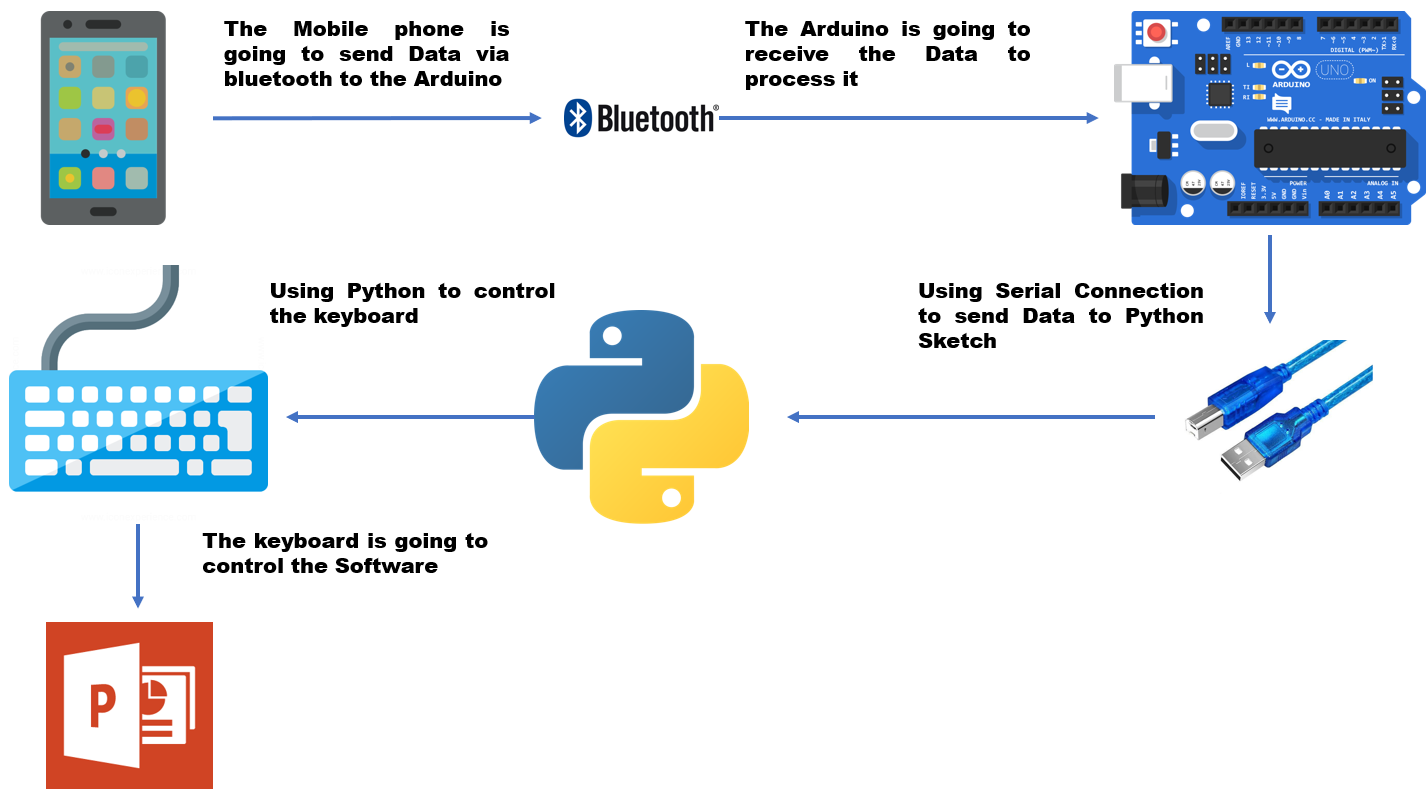 The Mobile phone is
going to send Data via
bluetooth to the Arduino
The Arduino is going to
receive the Data to
process it
Bluetooth®
AREF
GND
13
12
~11
~10
~9
8
7
~6
~5
4
~3
2
TX>1
RX<0
DIGITAL (PWM~)
L
TI
RI
ARDUINO
UNO
ON
WWW.ARDUINO.CC - MADE IN ITALY
POWER
ANALOG IN
IOREF
RESET
3.3V
5V
GND
GND
Vin
A0
A1
A2
A3
A4
A5
Using Python to control
the keyboard
Using Serial Connection
to send Data to Python
Sketch
The keyboard is going to
control the Software
P